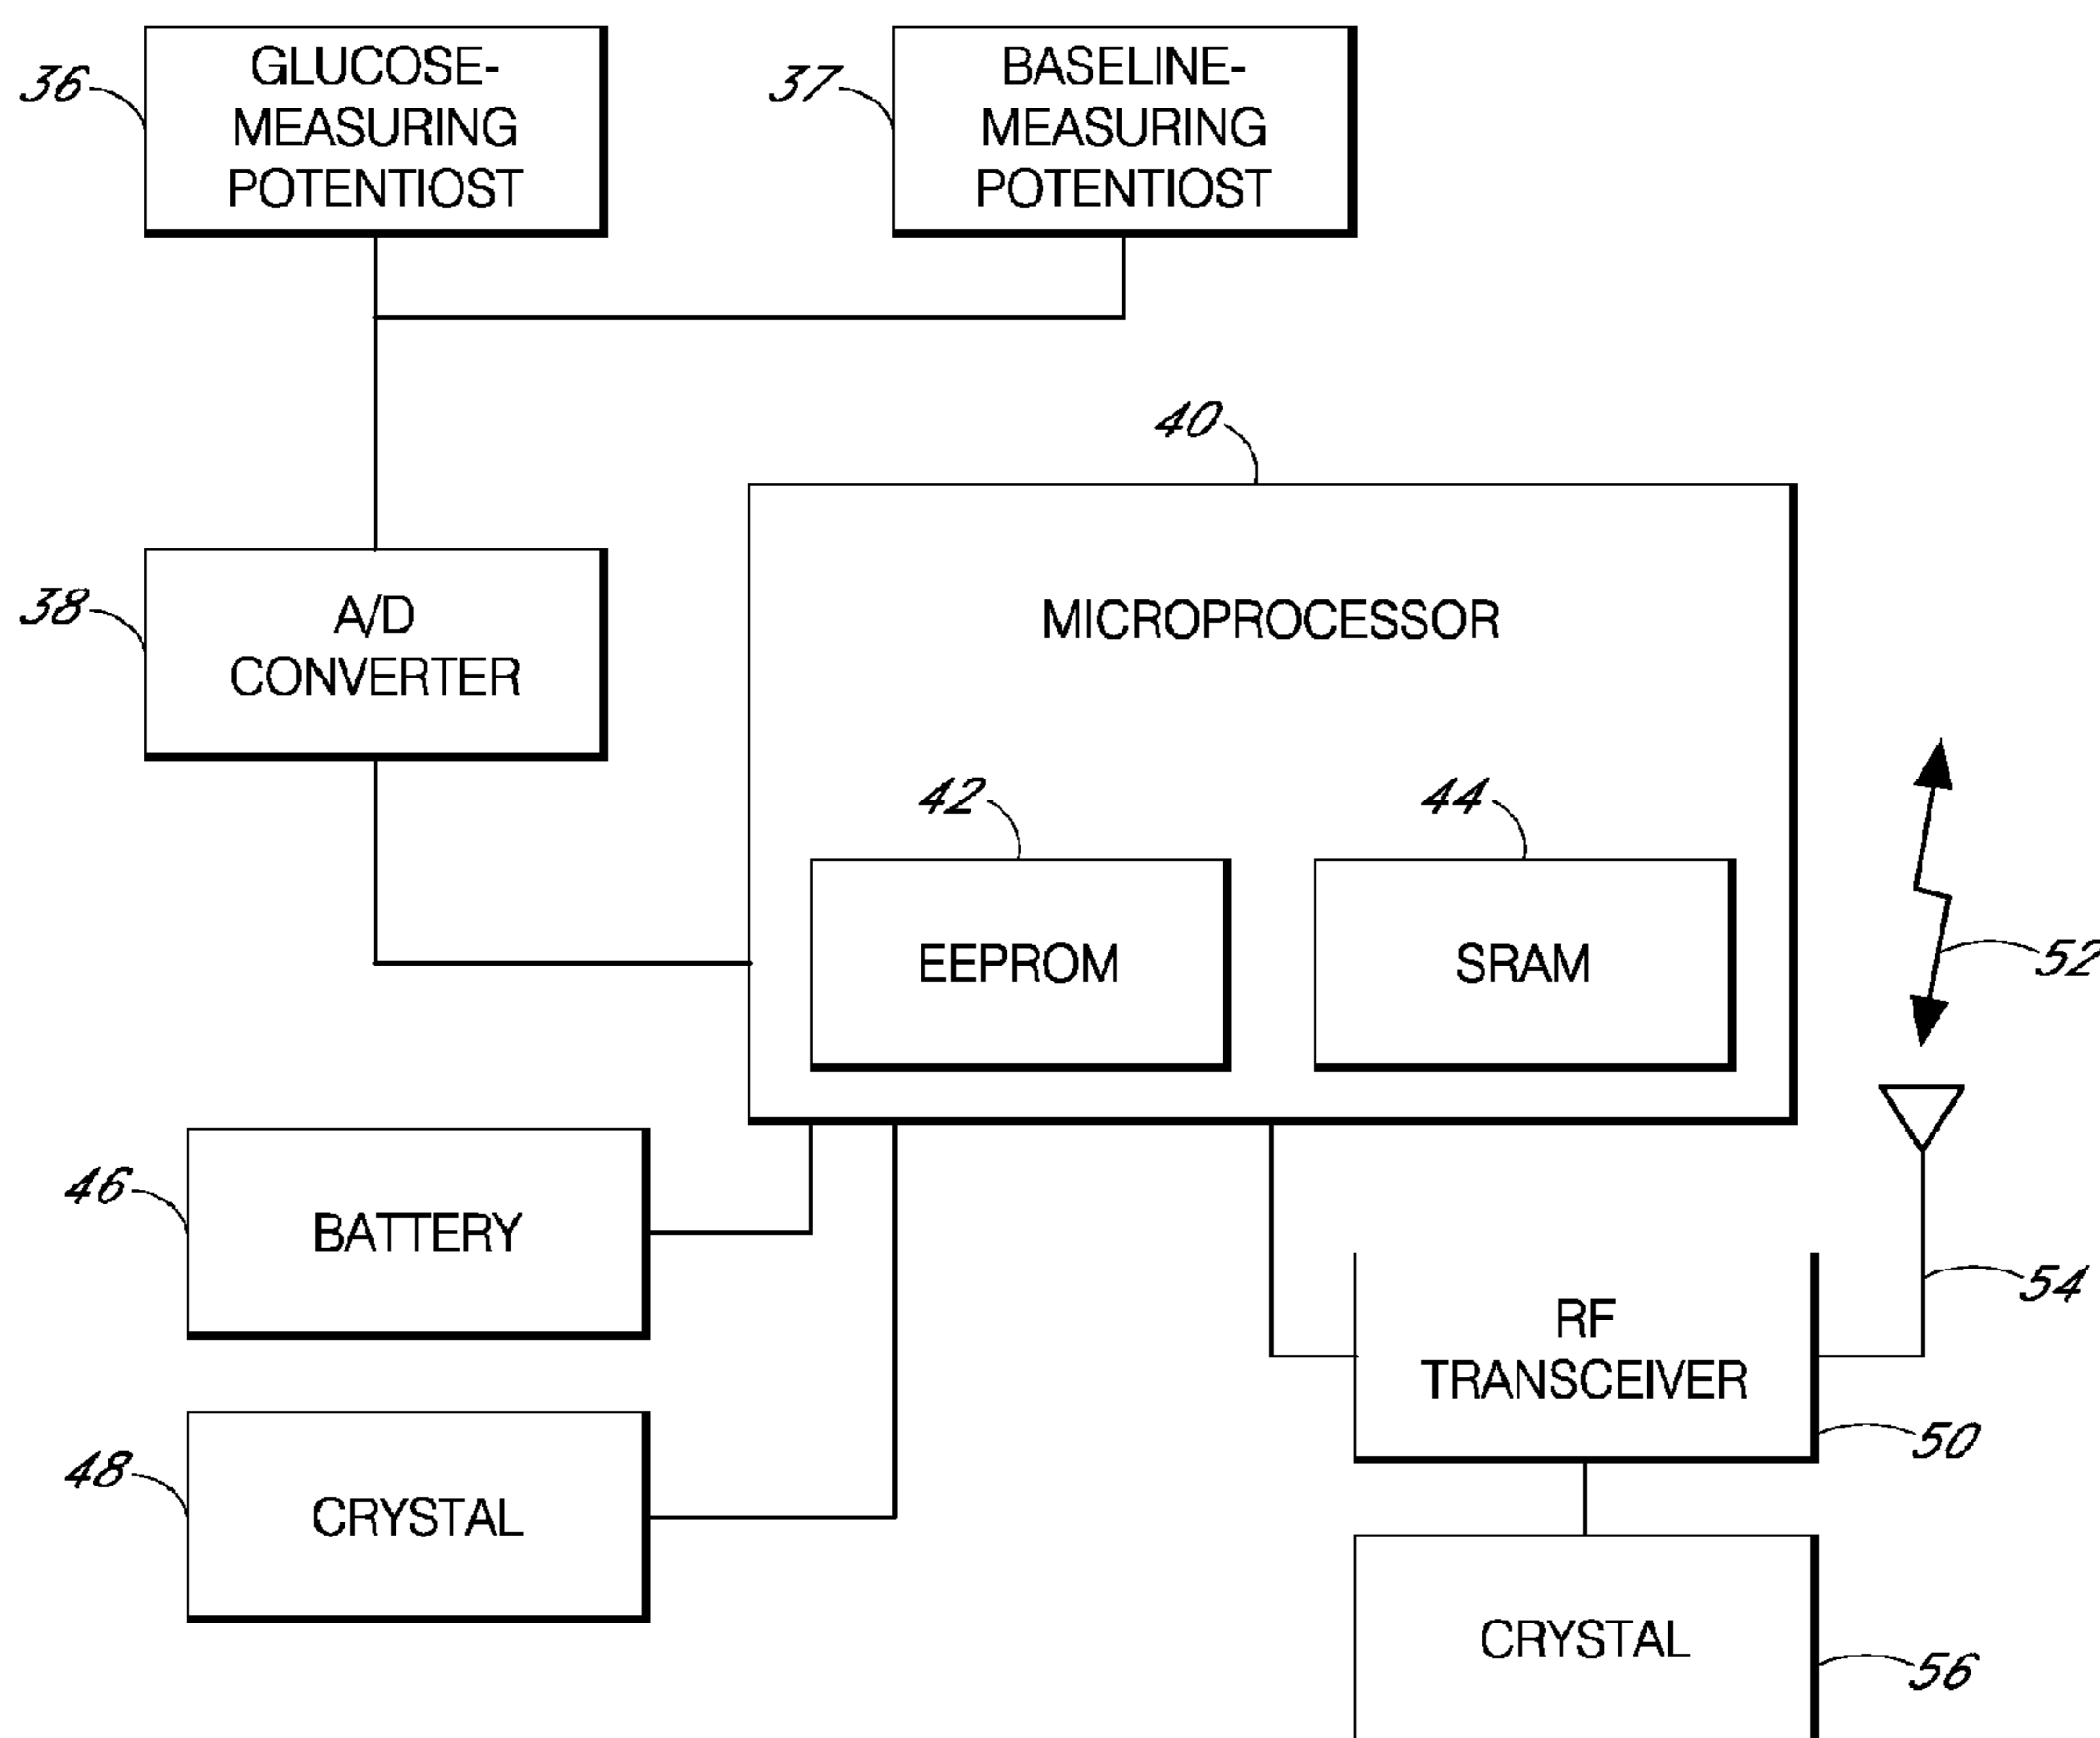 36
GLUCOSE-
MEASURING
POTENTIOST
37
BASELINE-
MEASURING
POTENTIOST
40
38
A/D
CONVERTER
MICROPROCESSOR
42
44
EEPROM
SRAM
52
46
BATTERY
54
RF
TRANSCEIVER
50
48
CRYSTAL
CRYSTAL
56